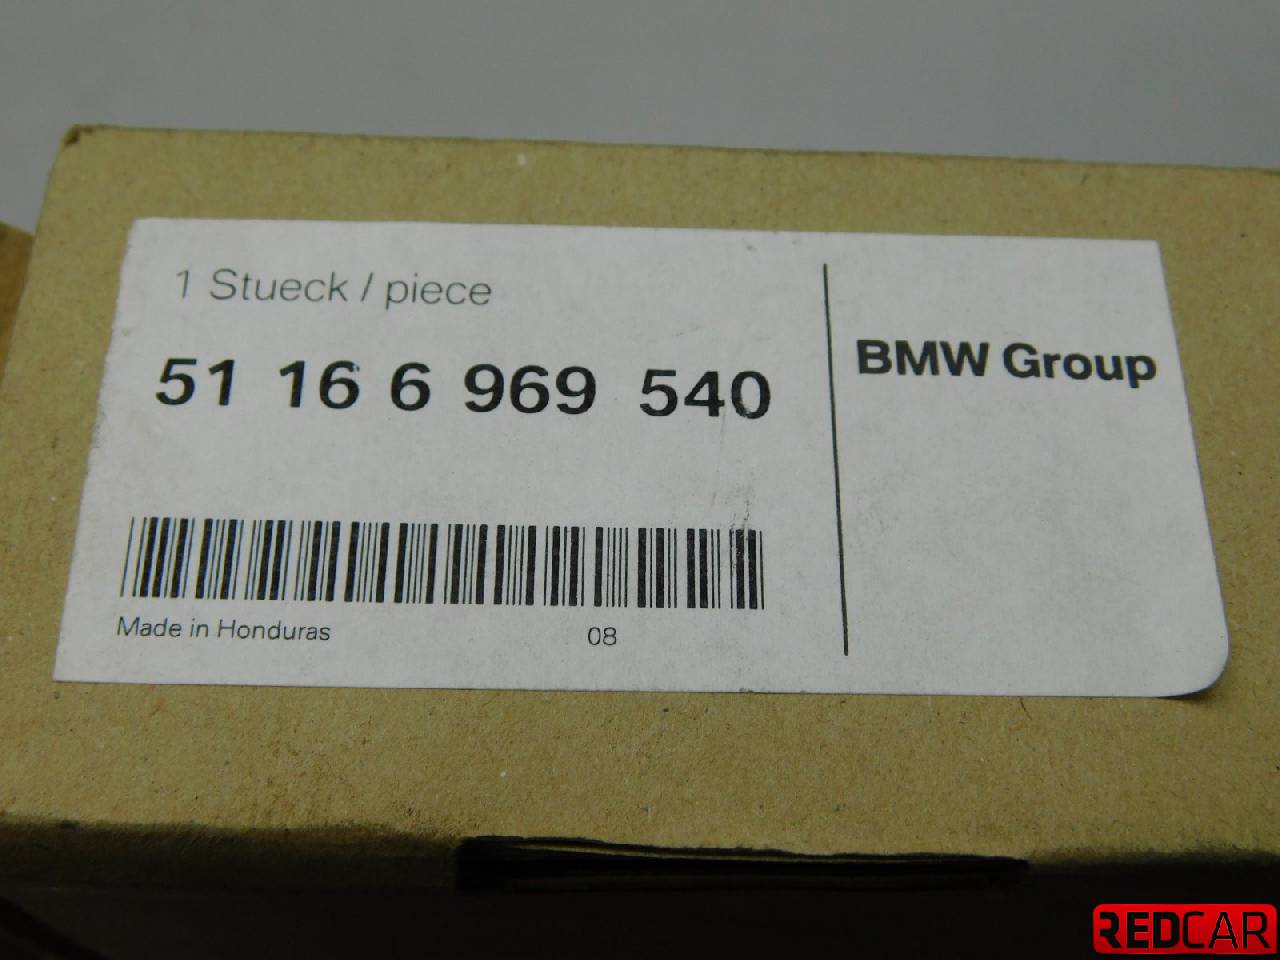 1 Stueck / piece
51 16 6 969 540
BMW Group
Made in Honduras
08
REDCAR